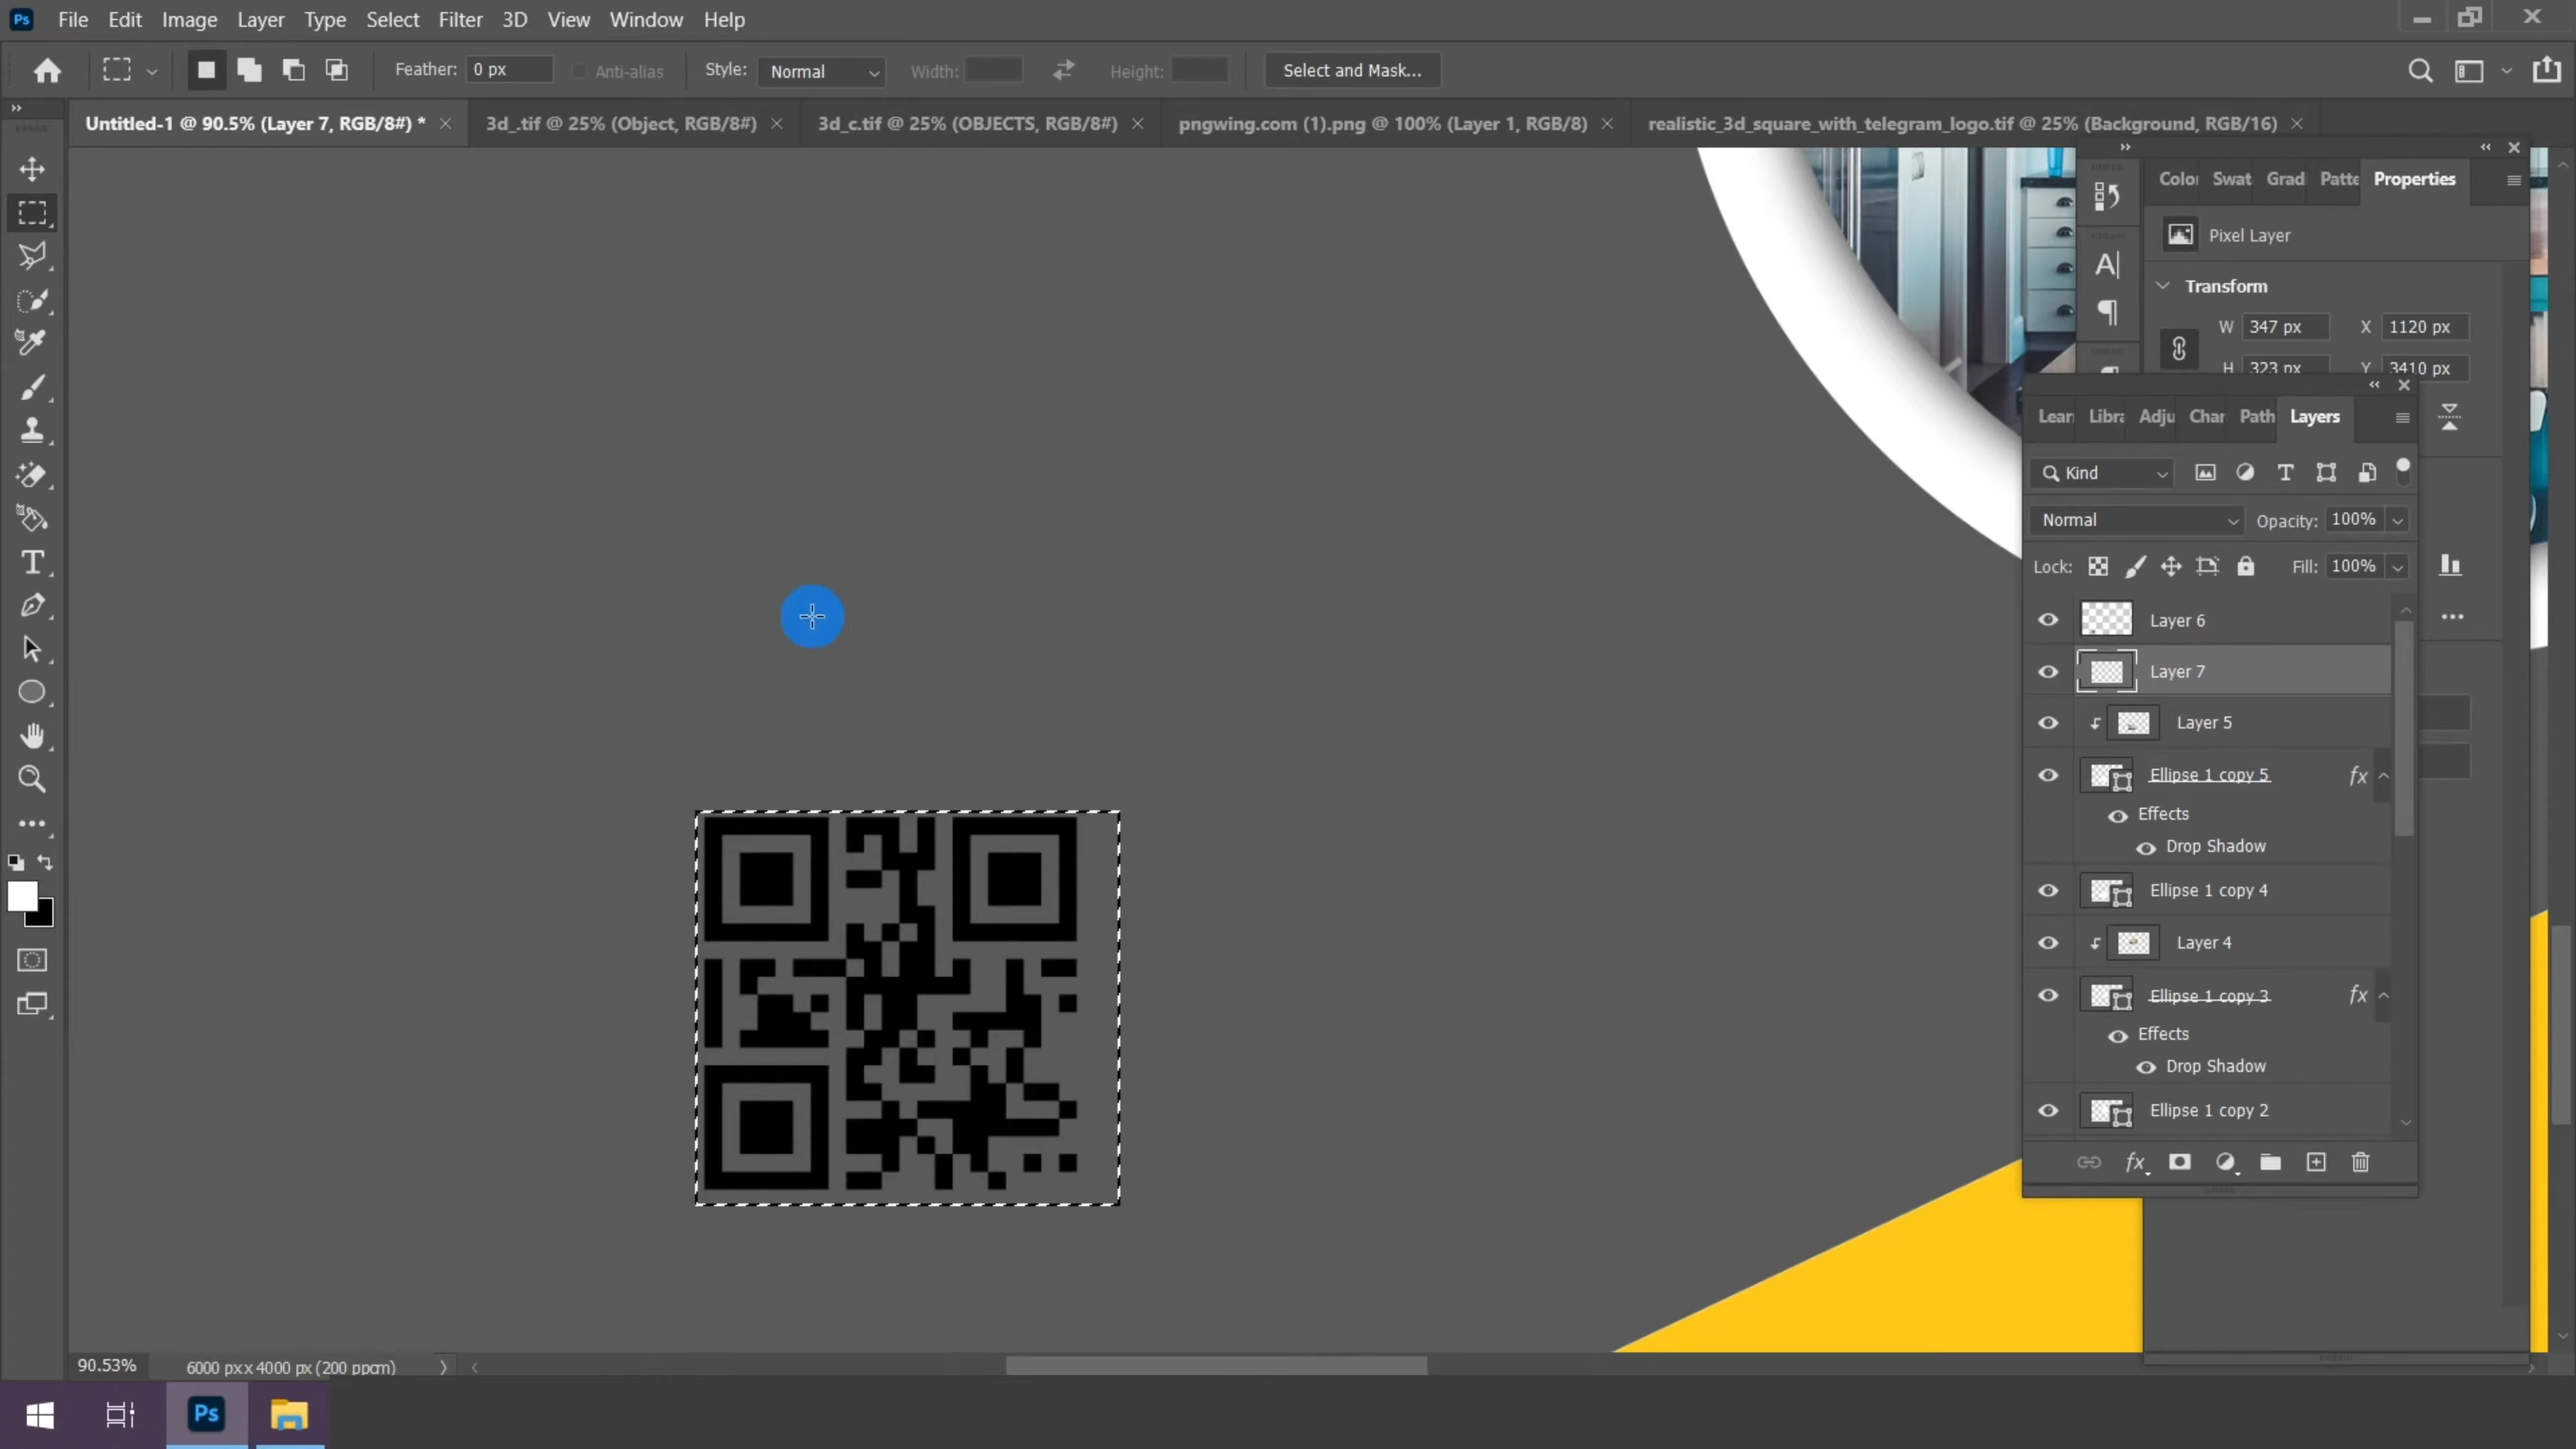 Ps File Edit Image Layer Type Select Filter 3D View Window Help
Feather: 0 px Anti-alias Style: Normal Width: Height: Select and Mask...
Untitled-1 @ 90.5% (Layer 7, RGB/8#) * 3d_.tif @ 25% (Object, RGB/8#) 3d_c.tif @ 25% (OBJECTS, RGB/8#) pngwing.com (1).png @ 100% (Layer 1, RGB/8) realistic_3d_square_with_telegram_logo.tif @ 25% (Background, RGB/16)
Color Swat Grad Patte Properties
Pixel Layer
Transform
W 347 px X 1120 px
H 323 px Y 3410 px
Lear Libra Adju Char Path Layers
Kind
Normal Opacity: 100%
Lock: Fill: 100%
Layer 6
Layer 7
Layer 5
Ellipse 1 copy 5 fx
Effects
Drop Shadow
Ellipse 1 copy 4
Layer 4
Ellipse 1 copy 3 fx
Effects
Drop Shadow
Ellipse 1 copy 2
fx
90.53% 6000 px x 4000 px (200 ppcm)
Ps